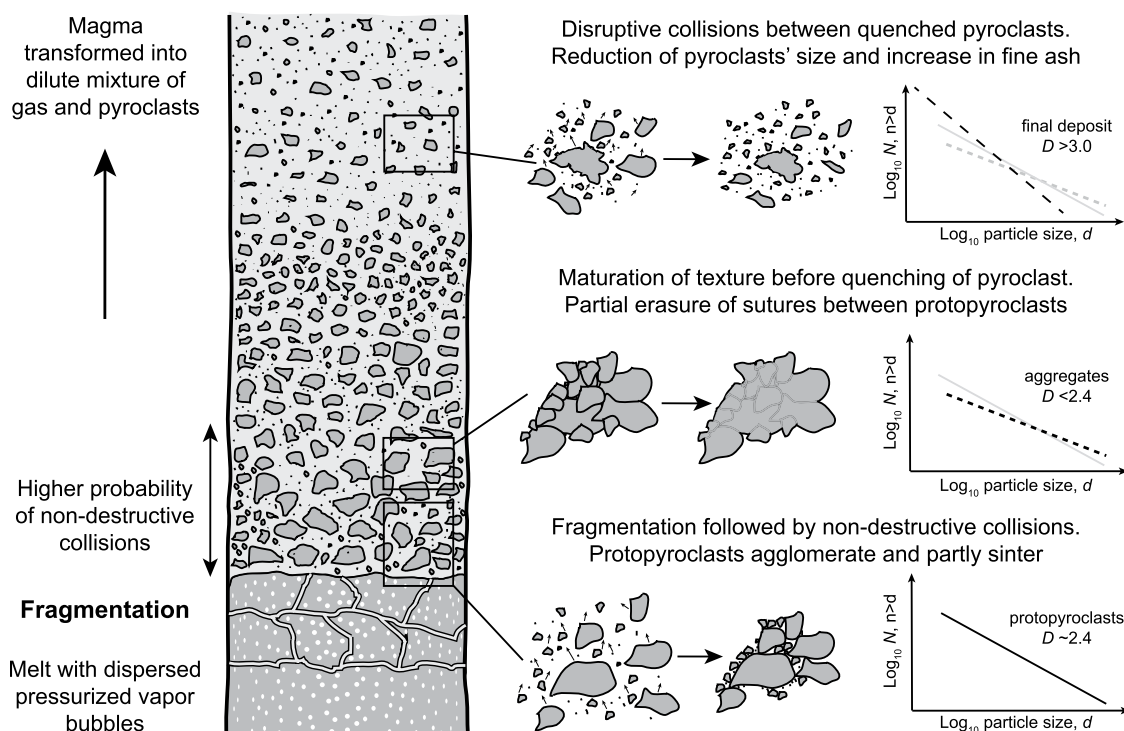 Magma
transformed into
dilute mixture of
gas and pyroclasts
Higher probability
of non-destructive
collisions
Fragmentation
Melt with dispersed
pressurized vapor
bubbles
Disruptive collisions between quenched pyroclasts.
Reduction of pyroclasts’ size and increase in fine ash
Log10 N, n>d
final deposit
D >3.0
Log10 particle size, d
Maturation of texture before quenching of pyroclast.
Partial erasure of sutures between protopyroclasts
Log10 N, n>d
aggregates
D <2.4
Log10 particle size, d
Fragmentation followed by non-destructive collisions.
Protopyroclasts agglomerate and partly sinter
Log10 N, n>d
protopyroclasts
D ~2.4
Log10 particle size, d